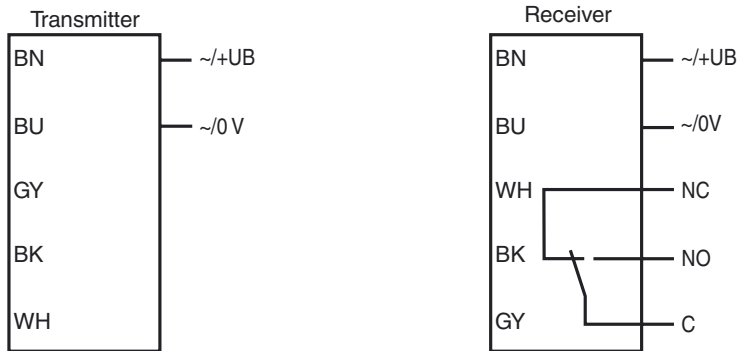 Transmitter
BN ~/+UB
BU ~/0 V
GY
BK
WH
Receiver
BN ~/+UB
BU ~/0V
WH NC
BK NO
GY C